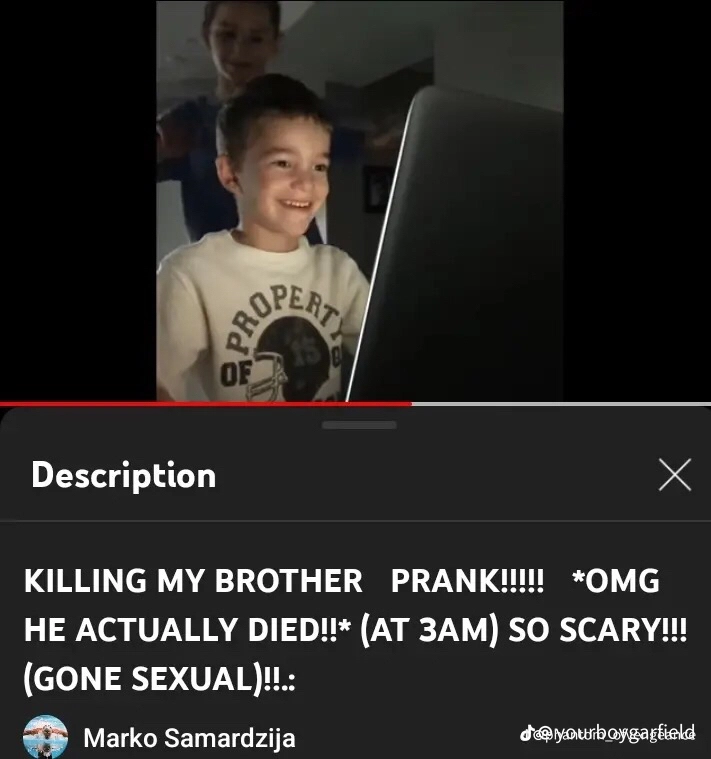 PROPERTY
OF
15
Description
KILLING MY BROTHER PRANK!!!!! *OMG
HE ACTUALLY DIED!!* (AT 3AM) SO SCARY!!!
(GONE SEXUAL)!!.:
Marko Samardzija
@yourboygarfield